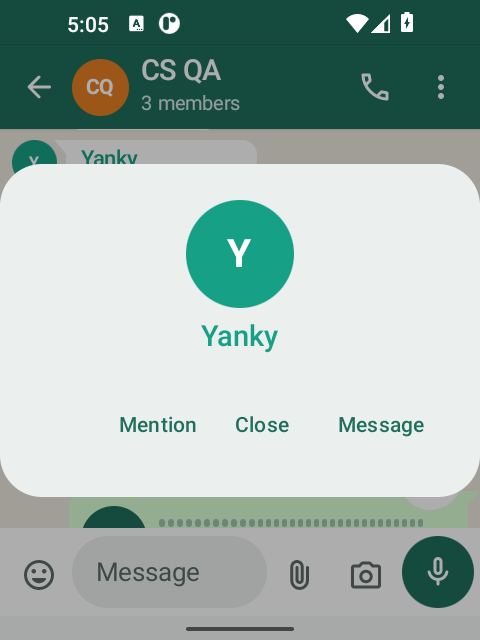 5:05
A
CQ
CS QA
3 members
Y
Yanky
Y
Yanky
Mention Close Message
Message